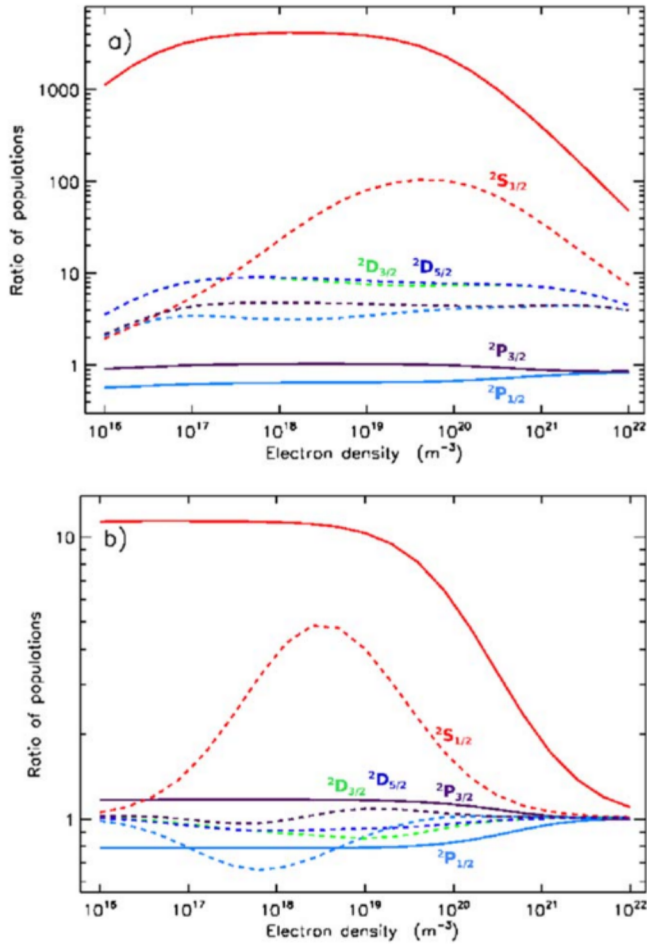 a)
Ratio of populations
1000
100
10
1
²S₁/₂
²D₃/₂ ²D₅/₂
²P₃/₂
²P₁/₂
10¹⁶ 10¹⁷ 10¹⁸ 10¹⁹ 10²⁰ 10²¹ 10²²
Electron density (m⁻³)
b)
Ratio of populations
10
1
²S₁/₂
²D₃/₂ ²D₅/₂ ²P₃/₂
²P₁/₂
10¹⁶ 10¹⁷ 10¹⁸ 10¹⁹ 10²⁰ 10²¹ 10²²
Electron density (m⁻³)